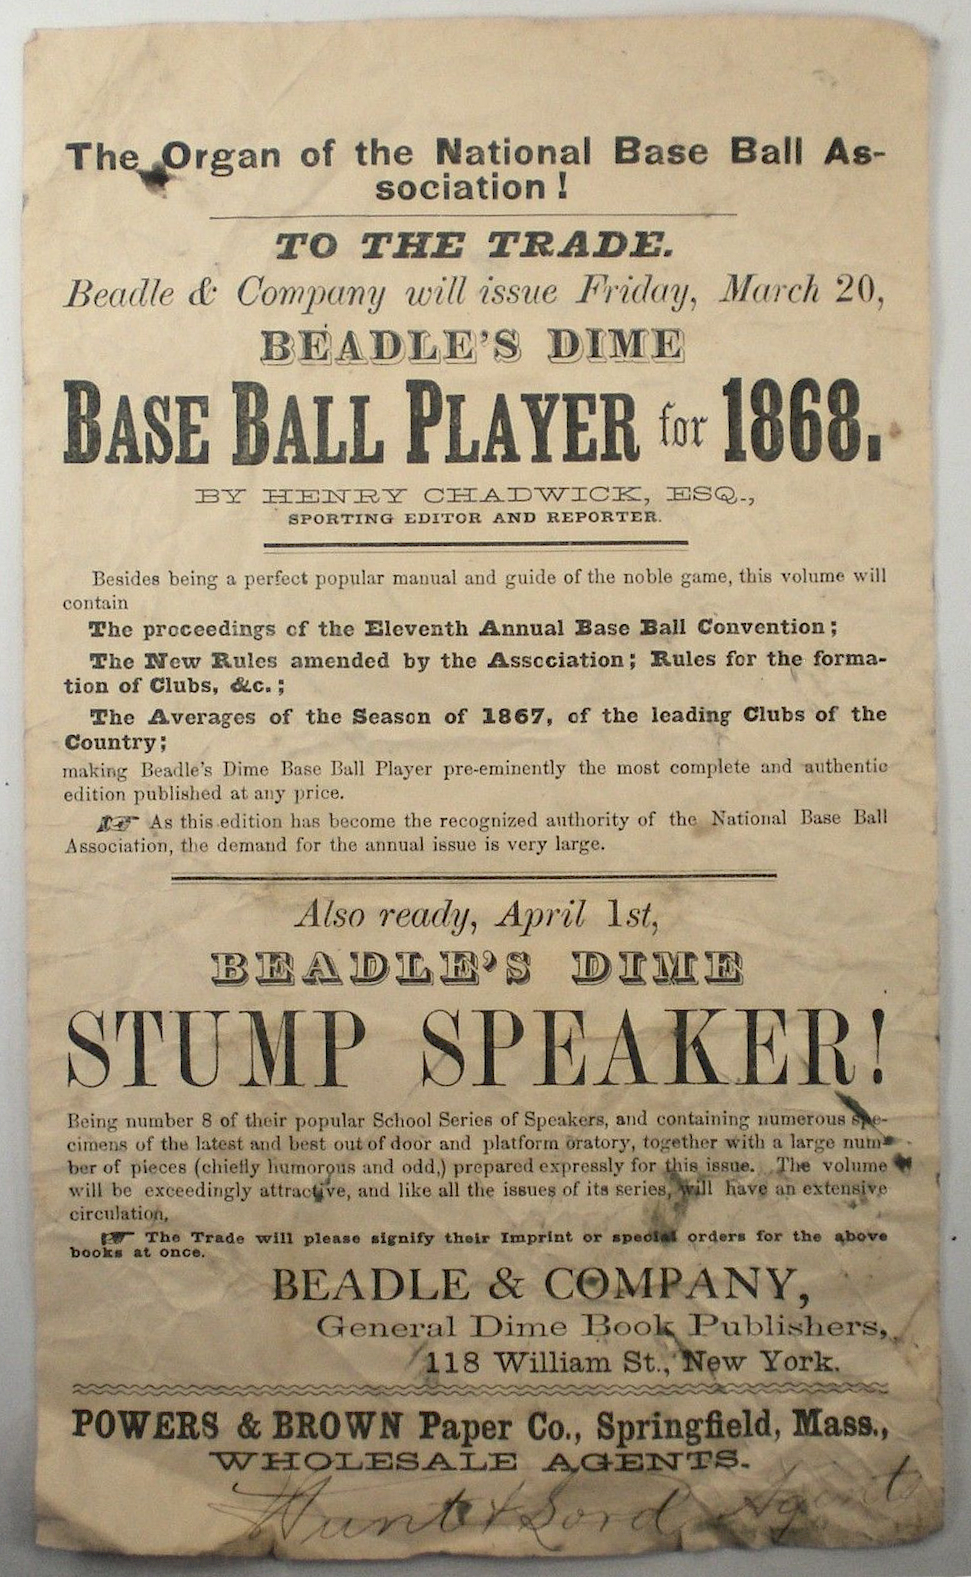 The Organ of the National Base Ball As-
sociation!
TO THE TRADE.
Beadle & Company will issue Friday, March 20,
BEADLE'S DIME
BASE BALL PLAYER for 1868.
BY HENRY CHADWICK, ESQ.,
SPORTING EDITOR AND REPORTER.
Besides being a perfect popular manual and guide of the noble game, this volume will
contain
The proceedings of the Eleventh Annual Base Ball Convention;
The New Rules amended by the Association; Rules for the forma-
tion of Clubs, &c.;
The Averages of the Season of 1867, of the leading Clubs of the
Country;
making Beadle's Dime Base Ball Player pre-eminently the most complete and authentic
edition published at any price.
☞ As this edition has become the recognized authority of the National Base Ball
Association, the demand for the annual issue is very large.
Also ready, April 1st,
BEADLE'S DIME
STUMP SPEAKER!
Being number 8 of their popular School Series of Speakers, and containing numerous spe-
cimens of the latest and best out of door and platform oratory, together with a large num-
ber of pieces (chiefly humorous and odd,) prepared expressly for this issue. The volume
will be exceedingly attractive, and like all the issues of its series, will have an extensive
circulation,
☞ The Trade will please signify their Imprint or special orders for the above
books at once.
BEADLE & COMPANY,
General Dime Book Publishers,
118 William St., New York.
POWERS & BROWN Paper Co., Springfield, Mass.,
WHOLESALE AGENTS.
Hunt & Lord Agents